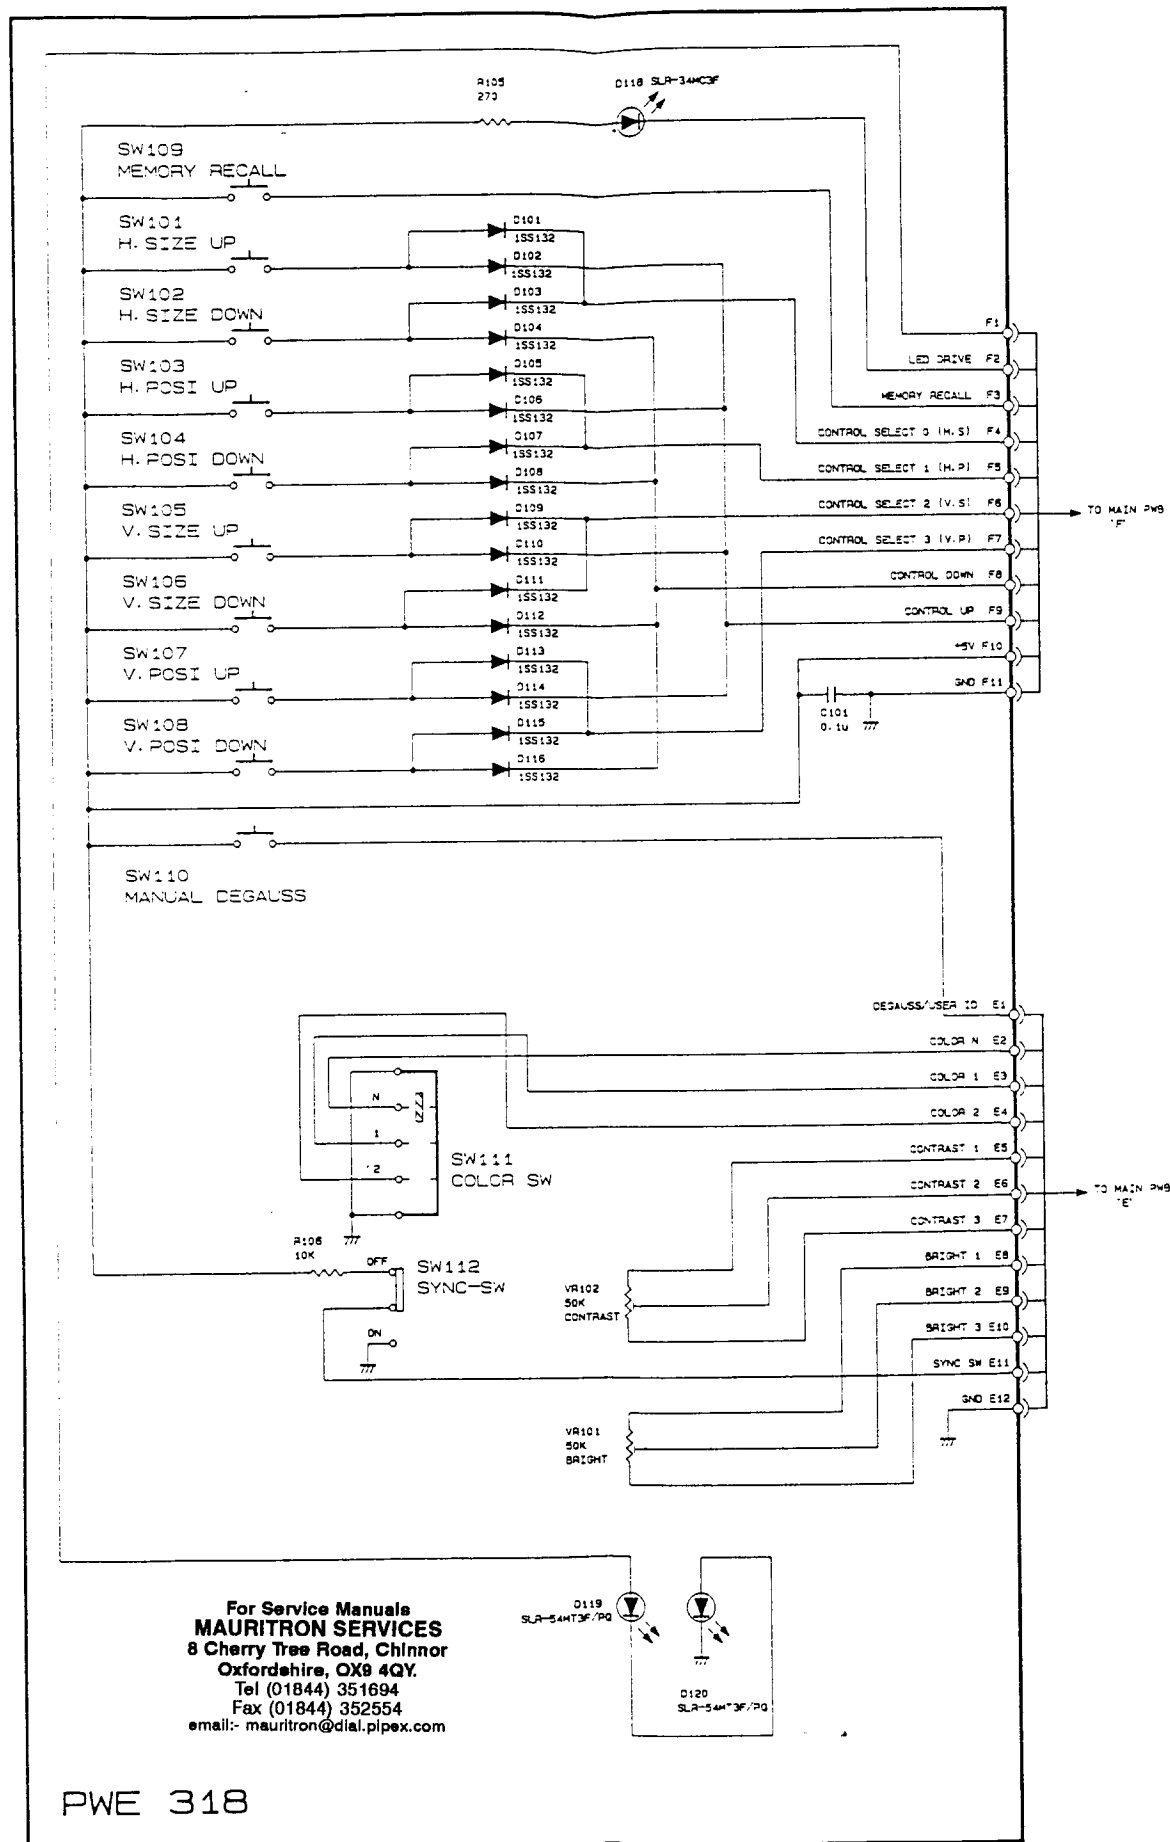 R105
270
D118 SLR-34MC3F
SW109
MEMORY RECALL
SW101
H.SIZE UP
D101
1SS132
D102
1SS132
SW102
H.SIZE DOWN
D103
1SS132
D104
1SS132
SW103
H.POSI UP
D105
1SS132
D106
1SS132
SW104
H.POSI DOWN
D107
1SS132
D108
1SS132
SW105
V.SIZE UP
D109
1SS132
D110
1SS132
SW106
V.SIZE DOWN
D111
1SS132
D112
1SS132
SW107
V.POSI UP
D113
1SS132
D114
1SS132
SW108
V.POSI DOWN
D115
1SS132
D116
1SS132
F1
LED DRIVE F2
MEMORY RECALL F3
CONTROL SELECT 0 (H.S) F4
CONTROL SELECT 1 (H.P) F5
CONTROL SELECT 2 (V.S) F6
CONTROL SELECT 3 (V.P) F7
CONTROL DOWN F8
CONTROL UP F9
+5V F10
GND F11
TO MAIN PWB
'F'
C101
0.1U
SW110
MANUAL DEGAUSS
DEGAUSS/USER IO E1
COLOR N E2
COLOR 1 E3
COLOR 2 E4
CONTRAST 1 E5
CONTRAST 2 E6
CONTRAST 3 E7
BRIGHT 1 E8
BRIGHT 2 E9
BRIGHT 3 E10
SYNC SW E11
GND E12
TO MAIN PWB
'E'
N
1
2
SW111
COLOR SW
R106
10K
OFF
SW112
SYNC-SW
ON
VR102
50K
CONTRAST
VR101
50K
BRIGHT
D119
SLR-54MT3F/PQ
D120
SLR-54MT3F/PQ
For Service Manuals
MAURITRON SERVICES
8 Cherry Tree Road, Chinnor
Oxfordshire, OX9 4QY.
Tel (01844) 351694
Fax (01844) 352554
email:- mauritron@dial.pipex.com
PWE 318